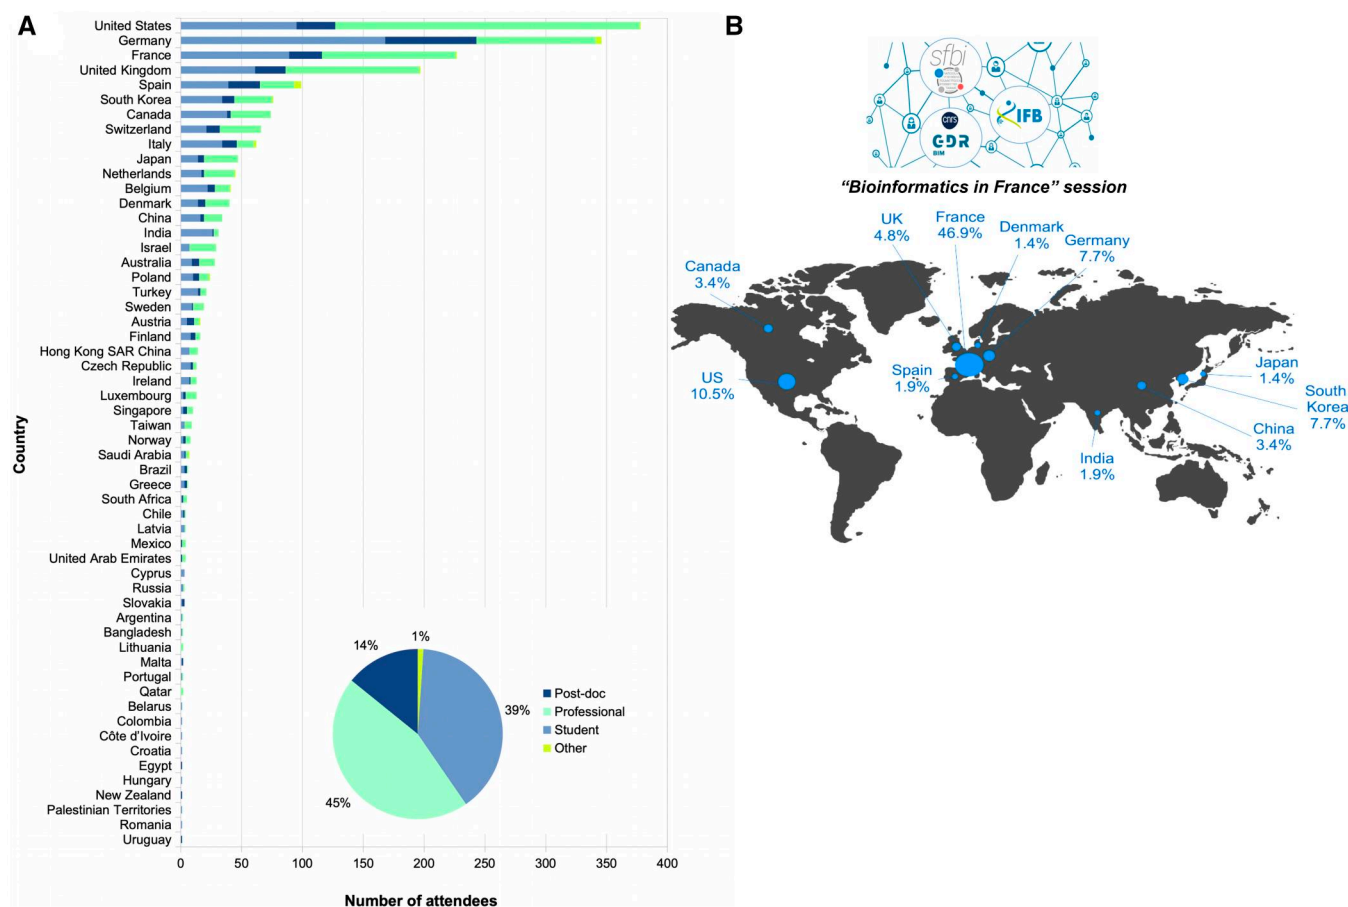 A
Country
United States
Germany
France
United Kingdom
Spain
South Korea
Canada
Switzerland
Italy
Japan
Netherlands
Belgium
Denmark
China
India
Israel
Australia
Poland
Turkey
Sweden
Austria
Finland
Hong Kong SAR China
Czech Republic
Ireland
Luxembourg
Singapore
Taiwan
Norway
Saudi Arabia
Brazil
Greece
South Africa
Chile
Latvia
Mexico
United Arab Emirates
Cyprus
Russia
Slovakia
Argentina
Bangladesh
Lithuania
Malta
Portugal
Qatar
Belarus
Colombia
Côte d'Ivoire
Croatia
Egypt
Hungary
New Zealand
Palestinian Territories
Romania
Uruguay
0 50 100 150 200 250 300 350 400
Number of attendees
1%
14%
39%
45%
Post-doc
Professional
Student
Other
B
sfbi
IFB
cnrs
GDR
BIM
“Bioinformatics in France” session
UK
4.8%
France
46.9%
Denmark
1.4%
Germany
7.7%
Canada
3.4%
US
10.5%
Spain
1.9%
Japan
1.4%
South
Korea
7.7%
China
3.4%
India
1.9%